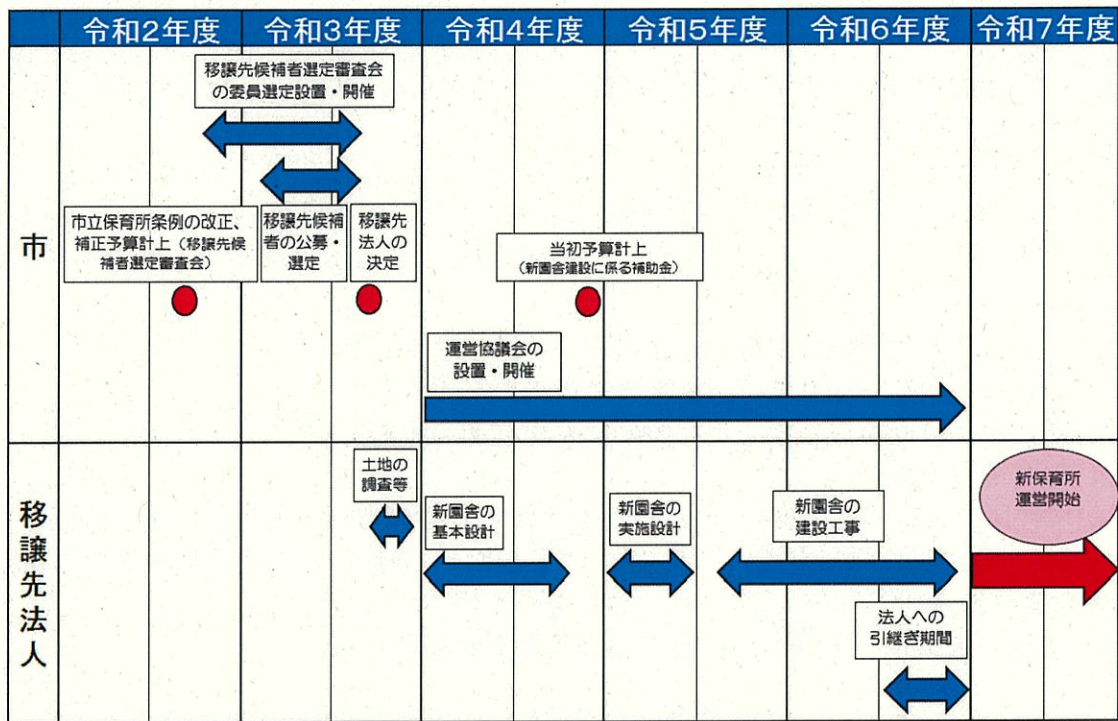 令和2年度 令和3年度 令和4年度 令和5年度 令和6年度 令和7年度
市
移譲先候補者選定審査会
の委員選定設置・開催
市立保育所条例の改正、
補正予算計上（移譲先候
補者選定審査会）
移譲先候補
者の公募・
選定
移譲先
法人の
決定
当初予算計上
（新園舎建設に係る補助金）
運営協議会の
設置・開催
移譲先法人
土地の
調査等
新園舎の
基本設計
新園舎の
実施設計
新園舎の
建設工事
法人への
引継ぎ期間
新保育所
運営開始